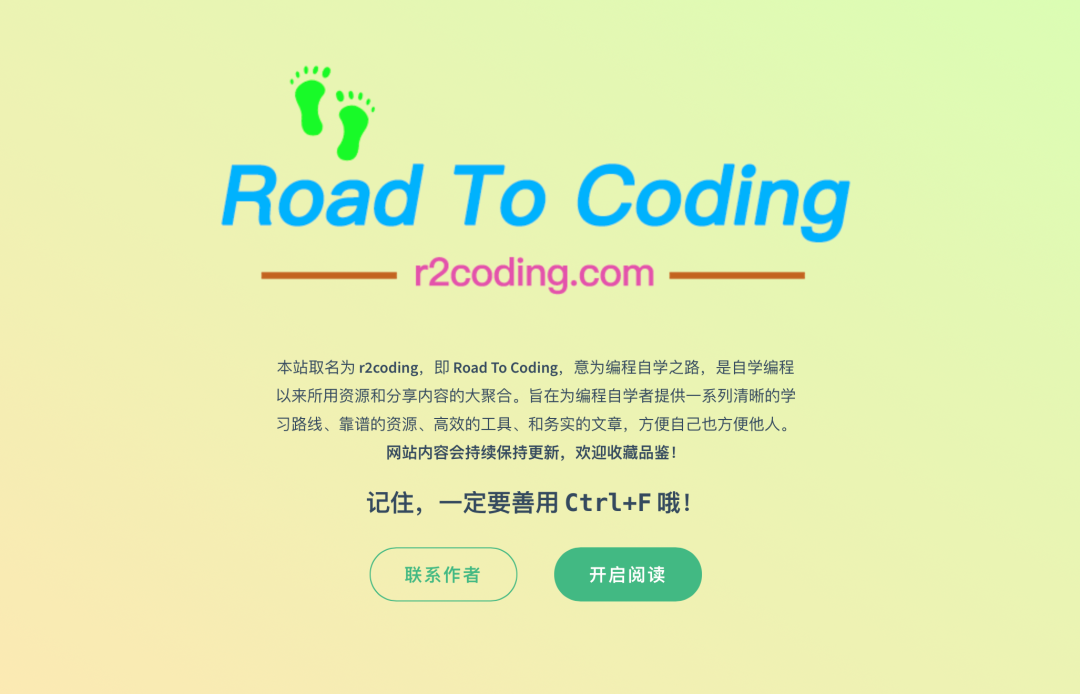 Road To Coding
r2coding.com
本站取名为 r2coding，即 Road To Coding，意为编程自学之路，是自学编程
以来所用资源和分享内容的大聚合。旨在为编程自学者提供一系列清晰的学
习路线、靠谱的资源、高效的工具、和务实的文章，方便自己也方便他人。
网站内容会持续保持更新，欢迎收藏品鉴！
记住，一定要善用 Ctrl+F 哦！
联系作者
开启阅读